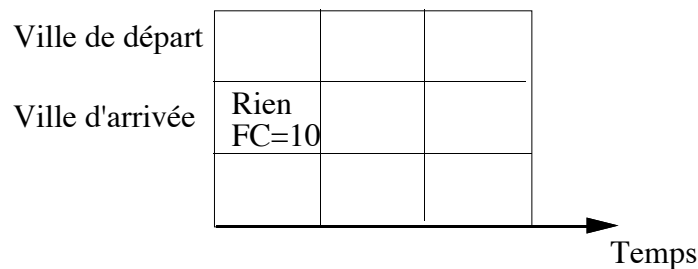 Ville de départ
Ville d'arrivée
Rien
FC=10
Temps